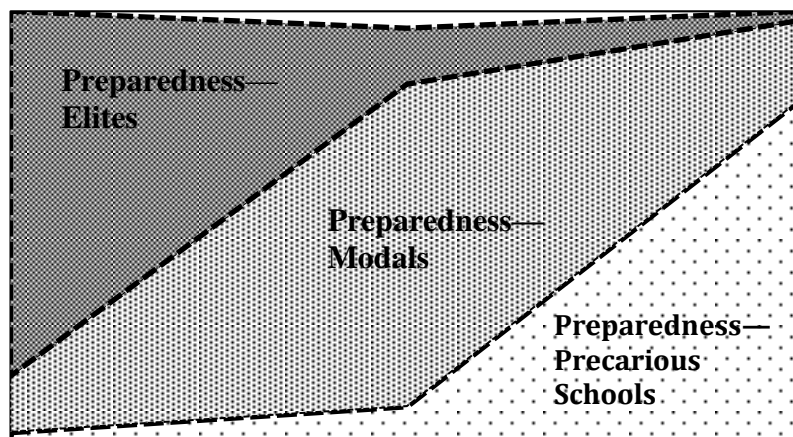 Preparedness—
Elites
Preparedness—
Modals
Preparedness—
Precarious
Schools